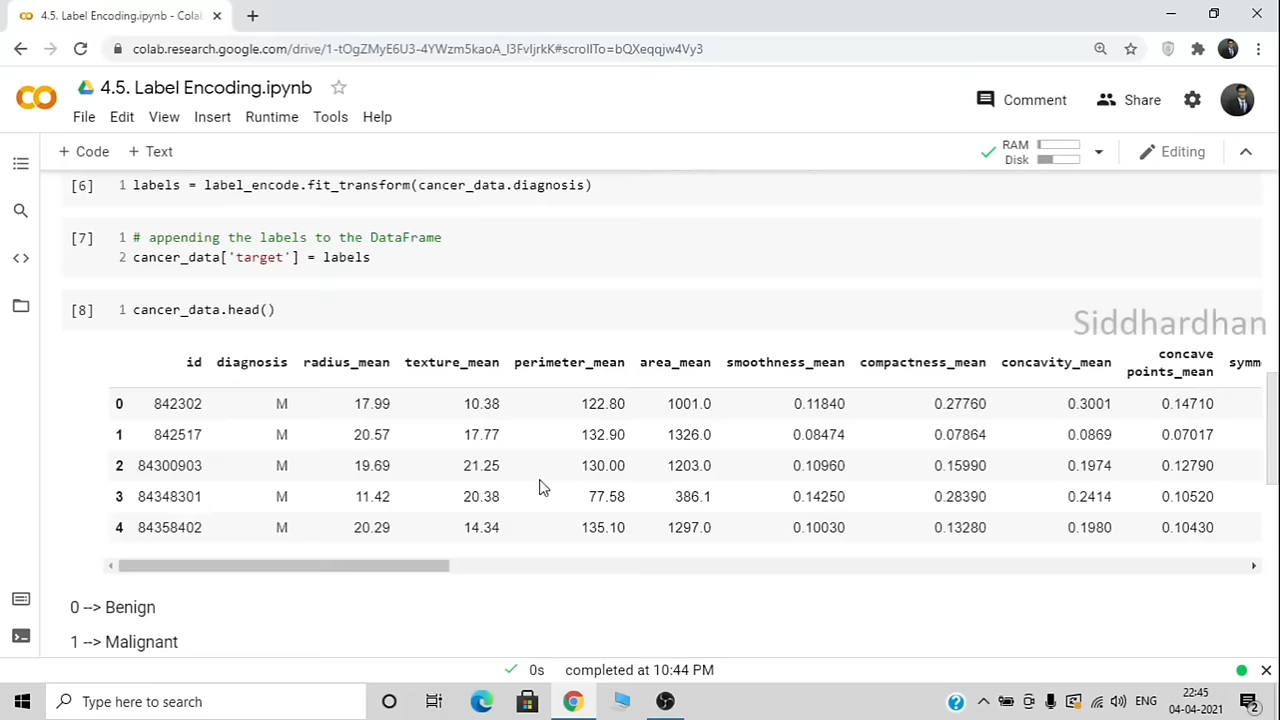 4.5. Label Encoding.ipynb - Cola
colab.research.google.com/drive/1-tOgZMyE6U3-4YWzm5kaoA_l3FvIjrkK#scrollTo=bQXeqqjw4Vy3
4.5. Label Encoding.ipynb
Comment Share
File Edit View Insert Runtime Tools Help
+ Code + Text
RAM
Disk
Editing
[6] 1 labels = label_encode.fit_transform(cancer_data.diagnosis)
[7] 1 # appending the labels to the DataFrame
2 cancer_data['target'] = labels
[8] 1 cancer_data.head()
Siddhardhan
id diagnosis radius_mean texture_mean perimeter_mean area_mean smoothness_mean compactness_mean concavity_mean concave points_mean symm
0 842302 M 17.99 10.38 122.80 1001.0 0.11840 0.27760 0.3001 0.14710
1 842517 M 20.57 17.77 132.90 1326.0 0.08474 0.07864 0.0869 0.07017
2 84300903 M 19.69 21.25 130.00 1203.0 0.10960 0.15990 0.1974 0.12790
3 84348301 M 11.42 20.38 77.58 386.1 0.14250 0.28390 0.2414 0.10520
4 84358402 M 20.29 14.34 135.10 1297.0 0.10030 0.13280 0.1980 0.10430
0 --> Benign
1 --> Malignant
0s completed at 10:44 PM
Type here to search
ENG
22:45
04-04-2021
2